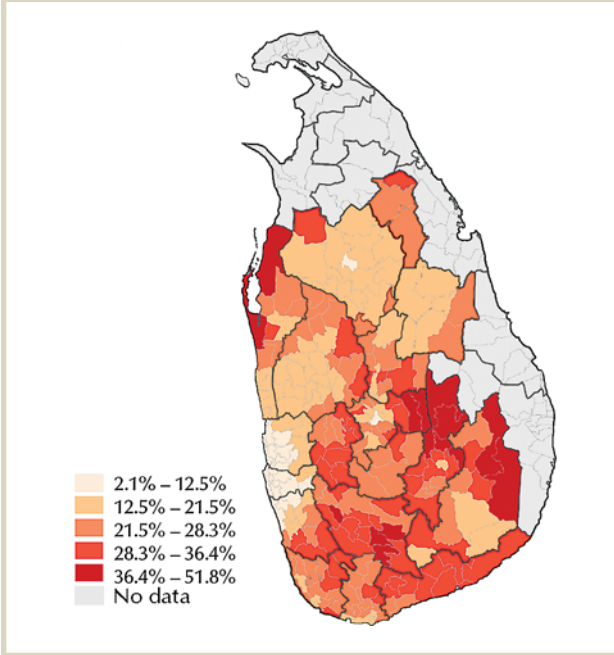 2.1% – 12.5%
12.5% – 21.5%
21.5% – 28.3%
28.3% – 36.4%
36.4% – 51.8%
No data